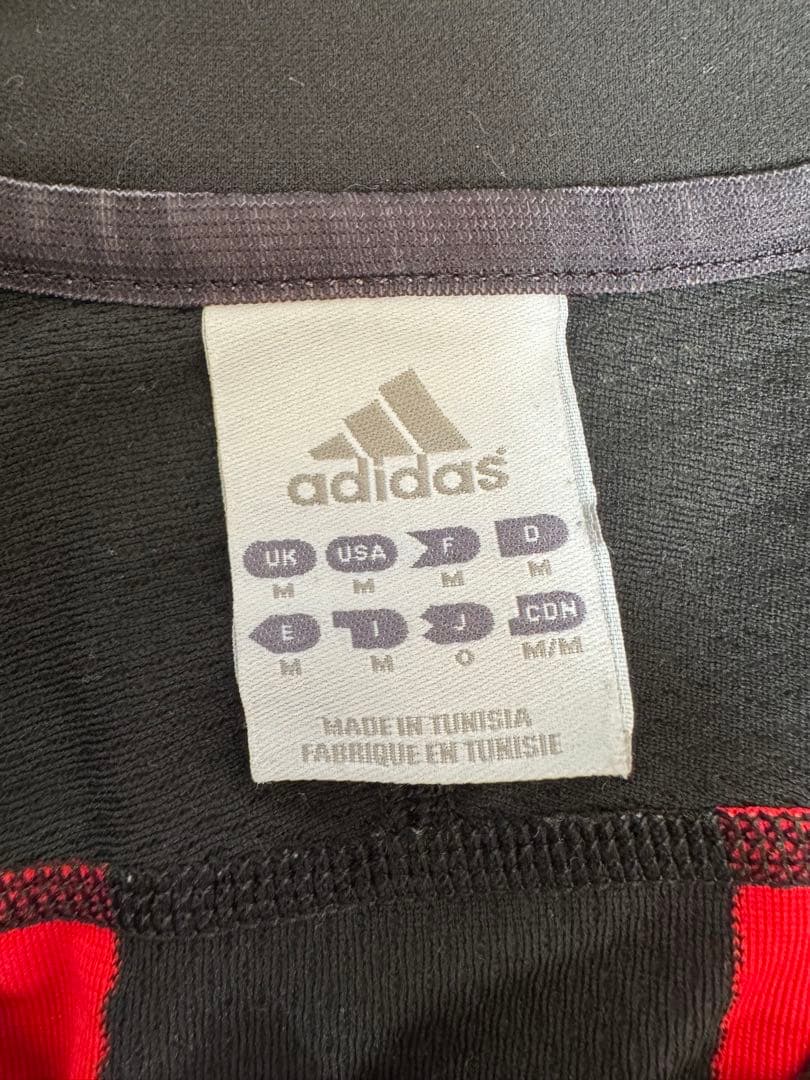 adidas
UK USA F D
M M M M
E I J CDN
M M O M/M
MADE IN TUNISIA
FABRIQUE EN TUNISIE